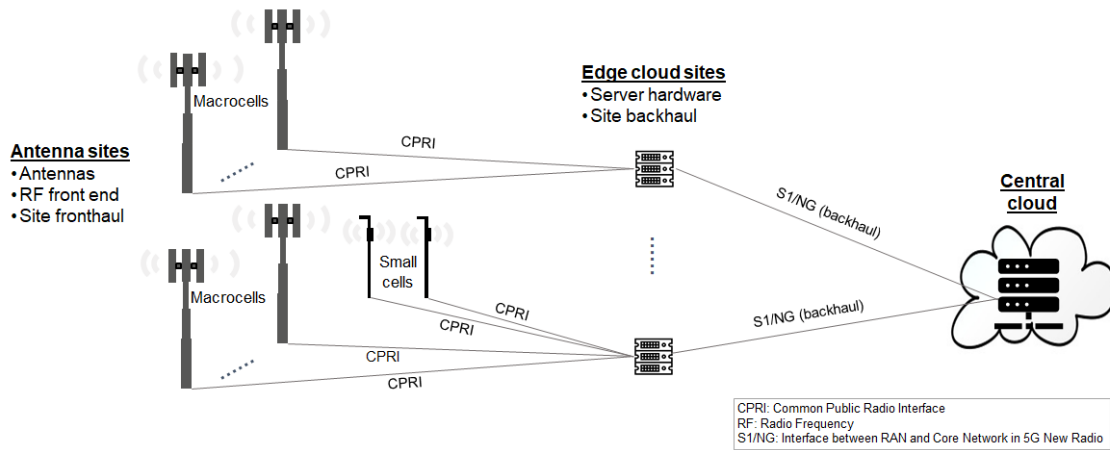 Antenna sites
•Antennas
•RF front end
•Site fronthaul
Macrocells
CPRI
CPRI
Macrocells
Small
cells
CPRI
CPRI
CPRI
CPRI
Edge cloud sites
•Server hardware
•Site backhaul
S1/NG (backhaul)
S1/NG (backhaul)
Central
cloud
CPRI: Common Public Radio Interface
RF: Radio Frequency
S1/NG: Interface between RAN and Core Network in 5G New Radio